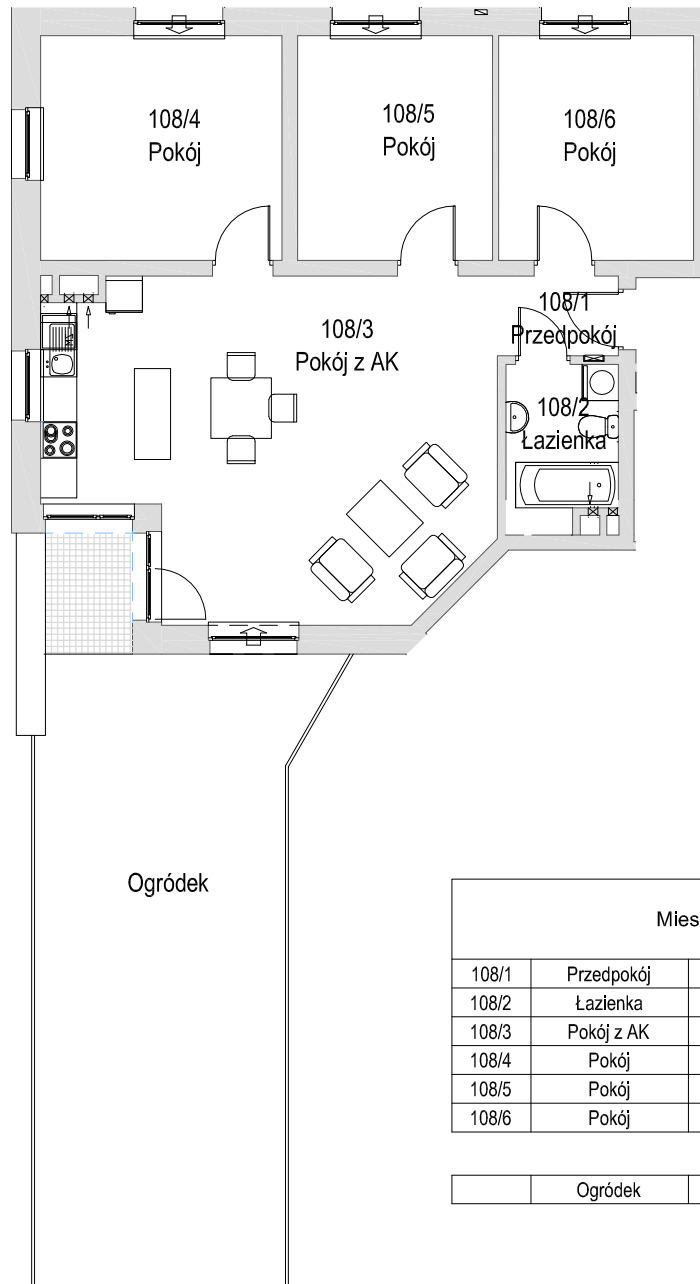 108/4
Pokój
108/5
Pokój
108/6
Pokój
108/1
Przedpokój
108/3
Pokój z AK
108/2
Łazienka
Ogródek
Mies
108/1 Przedpokój
108/2 Łazienka
108/3 Pokój z AK
108/4 Pokój
108/5 Pokój
108/6 Pokój
Ogródek